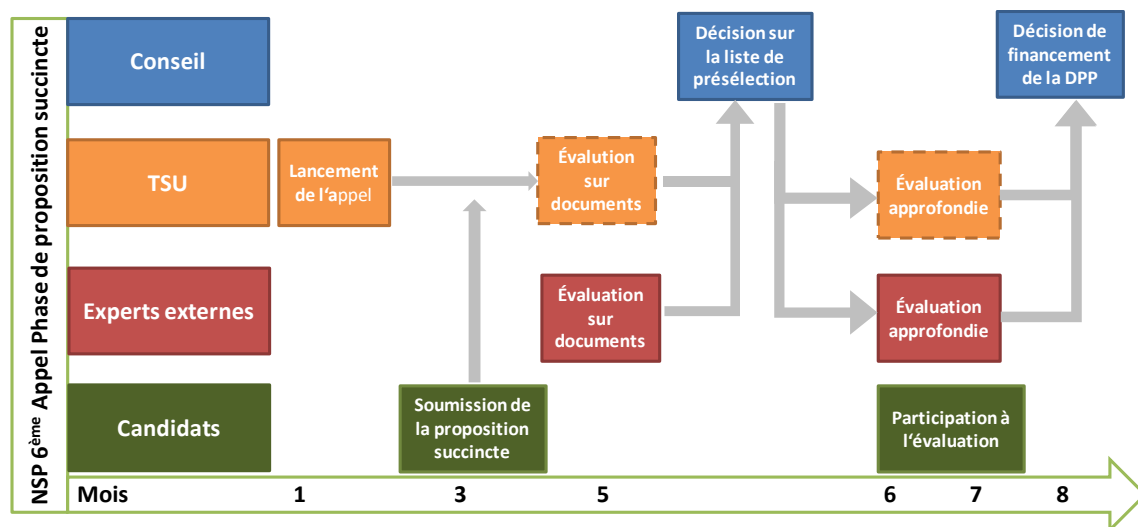 NSP 6ème Appel Phase de proposition succincte
Conseil
Décision sur
la liste de
présélection
Décision de
financement
de la DPP
TSU
Lancement
de l‘appel
Évalution
sur
documents
Évaluation
approfondie
Experts externes
Évaluation
sur
documents
Évaluation
approfondie
Candidats
Soumission de
la proposition
succincte
Participation à
l‘évaluation
Mois 1 3 5 6 7 8